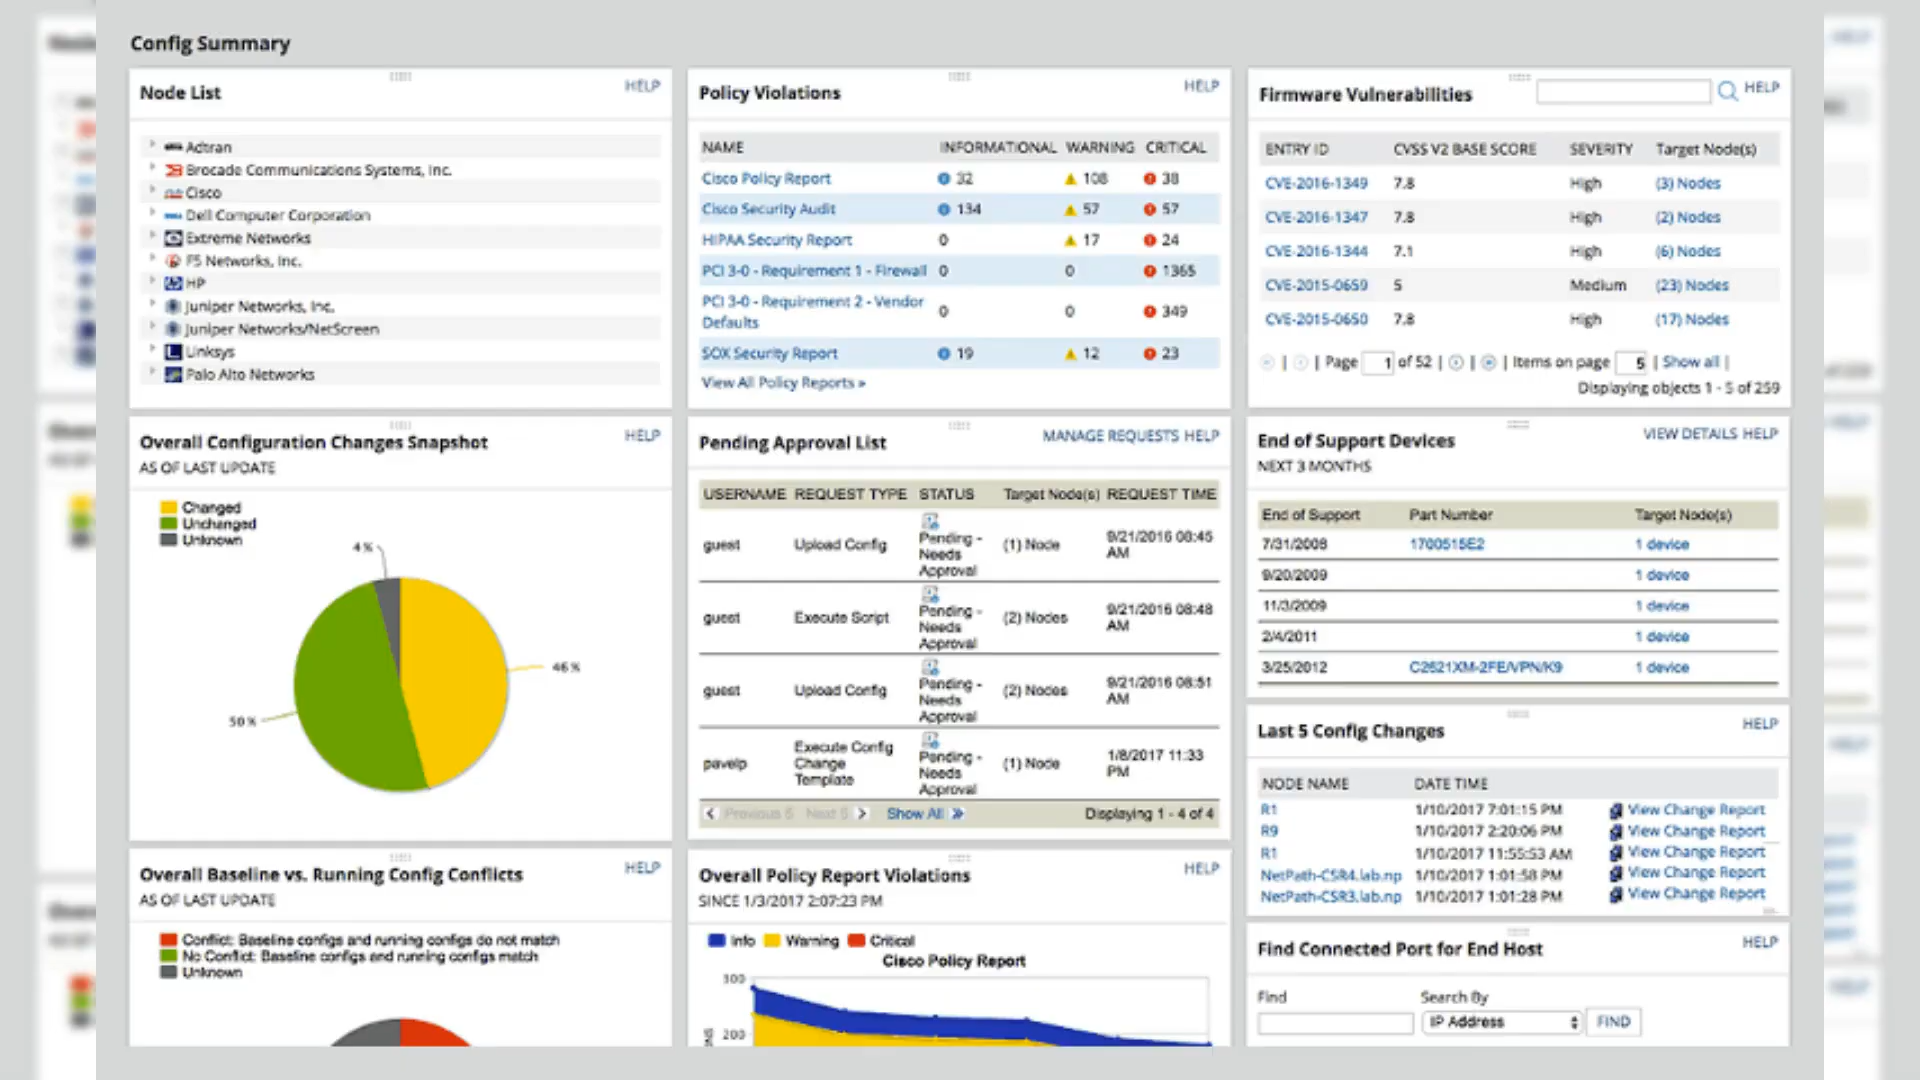 Config Summary
Node List
HELP
Adtran
Brocade Communications Systems, Inc.
Cisco
Dell Computer Corporation
Extreme Networks
F5 Networks, Inc.
HP
Juniper Networks, Inc.
Juniper Networks/NetScreen
Linksys
Palo Alto Networks
Policy Violations
HELP
NAME INFORMATIONAL WARNING CRITICAL
Cisco Policy Report 32 108 38
Cisco Security Audit 134 57 57
HIPAA Security Report 0 17 24
PCI 3-0 - Requirement 1 - Firewall 0 0 1365
PCI 3-0 - Requirement 2 - Vendor
Defaults 0 0 349
SOX Security Report 19 12 23
View All Policy Reports »
Firmware Vulnerabilities
HELP
ENTRY ID CVSS V2 BASE SCORE SEVERITY Target Node(s)
CVE-2016-1349 7.8 High (3) Nodes
CVE-2016-1347 7.8 High (2) Nodes
CVE-2016-1344 7.1 High (6) Nodes
CVE-2015-0659 5 Medium (23) Nodes
CVE-2015-0650 7.8 High (17) Nodes
| | Page 1 of 52 | | | Items on page 5 | Show all |
Displaying objects 1 - 5 of 259
Overall Configuration Changes Snapshot
HELP
AS OF LAST UPDATE
Changed
Unchanged
Unknown
4%
46%
50%
Pending Approval List
MANAGE REQUESTS HELP
USERNAME REQUEST TYPE STATUS Target Node(s) REQUEST TIME
guest Upload Config Pending - Needs Approval (1) Node 9/21/2016 08:45 AM
guest Execute Script Pending - Needs Approval (2) Nodes 9/21/2016 08:48 AM
guest Upload Config Pending - Needs Approval (2) Nodes 9/21/2016 08:51 AM
pavelp Execute Config Change Template Pending - Needs Approval (1) Node 1/8/2017 11:33 PM
Previous 5 Next 5 Show All Displaying 1 - 4 of 4
End of Support Devices
VIEW DETAILS HELP
NEXT 3 MONTHS
End of Support Part Number Target Node(s)
7/31/2008 1700515E2 1 device
9/20/2009 1 device
11/3/2009 1 device
2/4/2011 1 device
3/25/2012 C2621XM-2FE/VPN/K9 1 device
Last 5 Config Changes
HELP
NODE NAME DATE TIME
R1 1/10/2017 7:01:15 PM View Change Report
R9 1/10/2017 2:20:06 PM View Change Report
R1 1/10/2017 11:55:53 AM View Change Report
NetPath-CSR4.lab.np 1/10/2017 1:01:58 PM View Change Report
NetPath-CSR3.lab.np 1/10/2017 1:01:28 PM View Change Report
Overall Baseline vs. Running Config Conflicts
HELP
AS OF LAST UPDATE
Conflict: Baseline configs and running configs do not match
No Conflict: Baseline configs and running configs match
Unknown
Overall Policy Report Violations
HELP
SINCE 1/3/2017 2:07:23 PM
Info Warning Critical
Cisco Policy Report
300
200
Find Connected Port for End Host
HELP
Find Search By
IP Address FIND